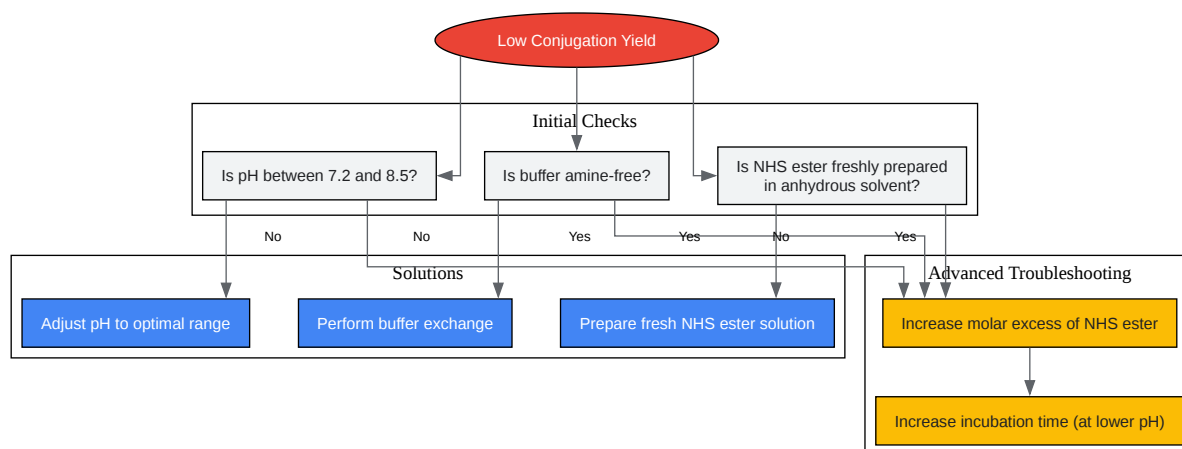 Low Conjugation Yield
Initial Checks
Is pH between 7.2 and 8.5?
Is buffer amine-free?
Is NHS ester freshly prepared
in anhydrous solvent?
No
No
Yes
Yes
No
Yes
Solutions
Advanced Troubleshooting
Adjust pH to optimal range
Perform buffer exchange
Prepare fresh NHS ester solution
Increase molar excess of NHS ester
Increase incubation time (at lower pH)